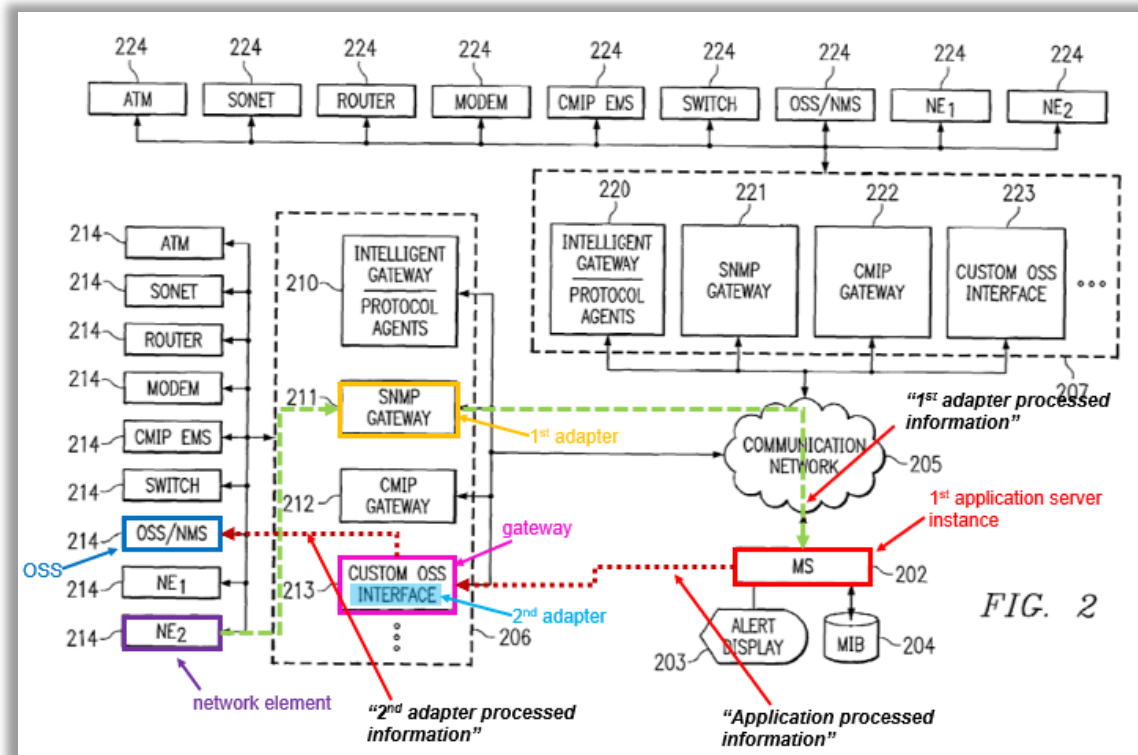 224 224 224 224 224 224 224 224 224
ATM SONET ROUTER MODEM CMIP EMS SWITCH OSS/NMS NE1 NE2
220 221 222 223
INTELLIGENT
GATEWAY
PROTOCOL
AGENTS
SNMP
GATEWAY
CMIP
GATEWAY
CUSTOM OSS
INTERFACE
207
214 ATM
214 SONET
214 ROUTER
214 MODEM
214 CMIP EMS
214 SWITCH
214 OSS/NMS
OSS
214 NE1
214 NE2
network element
210
INTELLIGENT
GATEWAY
PROTOCOL
AGENTS
211
SNMP
GATEWAY
1st adapter
212
CMIP
GATEWAY
gateway
213
CUSTOM OSS
INTERFACE
2nd adapter
206
"2nd adapter processed
information"
"1st adapter processed
information"
COMMUNICATION
NETWORK
205
1st application server
instance
MS
202
ALERT
DISPLAY
203
MIB
204
FIG. 2
"Application processed
information"